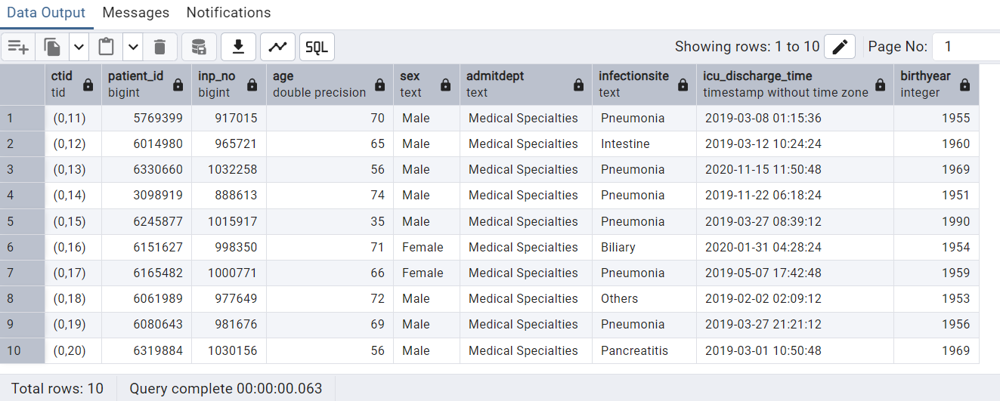 Data Output Messages Notifications
SQL Showing rows: 1 to 10 Page No: 1
ctid patient_id inp_no age sex admitdept infectionsite icu_discharge_time birthyear
tid bigint bigint double precision text text text timestamp without time zone integer
1 (0,11) 5769399 917015 70 Male Medical Specialties Pneumonia 2019-03-08 01:15:36 1955
2 (0,12) 6014980 965721 65 Male Medical Specialties Intestine 2019-03-12 10:24:24 1960
3 (0,13) 6330660 1032258 56 Male Medical Specialties Pneumonia 2020-11-15 11:50:48 1969
4 (0,14) 3098919 888613 74 Male Medical Specialties Pneumonia 2019-11-22 06:18:24 1951
5 (0,15) 6245877 1015917 35 Male Medical Specialties Pneumonia 2019-03-27 08:39:12 1990
6 (0,16) 6151627 998350 71 Female Medical Specialties Biliary 2020-01-31 04:28:24 1954
7 (0,17) 6165482 1000771 66 Female Medical Specialties Pneumonia 2019-05-07 17:42:48 1959
8 (0,18) 6061989 977649 72 Male Medical Specialties Others 2019-02-02 02:09:12 1953
9 (0,19) 6080643 981676 69 Male Medical Specialties Pneumonia 2019-03-27 21:21:12 1956
10 (0,20) 6319884 1030156 56 Male Medical Specialties Pancreatitis 2019-03-01 10:50:48 1969
Total rows: 10 Query complete 00:00:00.063